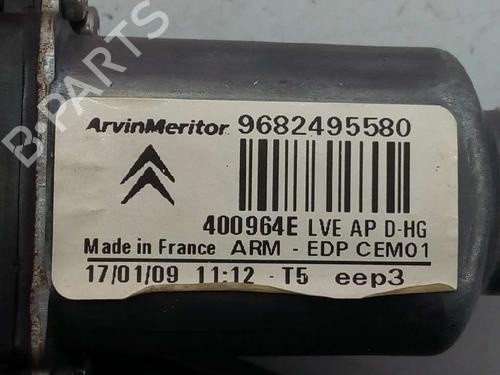 B-PARTS
ArvinMeritor 9682495580
400964E LVE AP D-HG
Made in France ARM - EDP CEM01
17/01/09 11:12 - T5 eep3